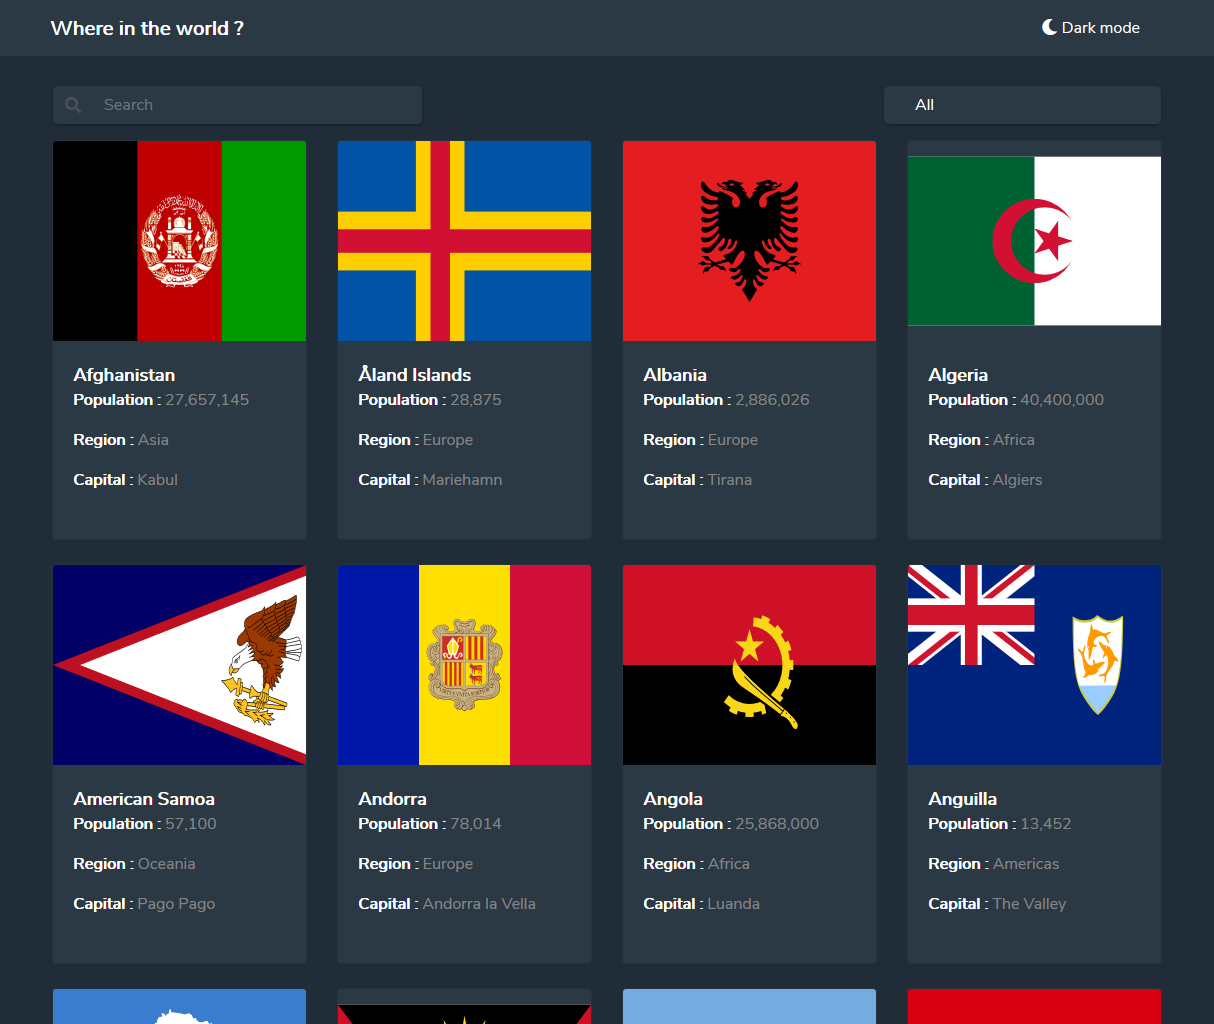 Where in the world ?
Dark mode
Search
All
Afghanistan
Population : 27,657,145
Region : Asia
Capital : Kabul
Åland Islands
Population : 28,875
Region : Europe
Capital : Mariehamn
Albania
Population : 2,886,026
Region : Europe
Capital : Tirana
Algeria
Population : 40,400,000
Region : Africa
Capital : Algiers
American Samoa
Population : 57,100
Region : Oceania
Capital : Pago Pago
Andorra
Population : 78,014
Region : Europe
Capital : Andorra la Vella
Angola
Population : 25,868,000
Region : Africa
Capital : Luanda
Anguilla
Population : 13,452
Region : Americas
Capital : The Valley